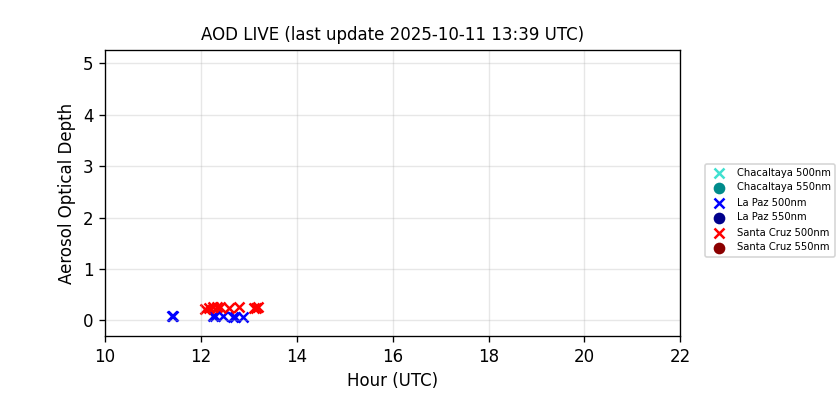 AOD LIVE (last update 2025-10-11 13:39 UTC)
5
4
3
2
1
0
Aerosol Optical Depth
10 12 14 16 18 20 22
Hour (UTC)
Chacaltaya 500nm
Chacaltaya 550nm
La Paz 500nm
La Paz 550nm
Santa Cruz 500nm
Santa Cruz 550nm